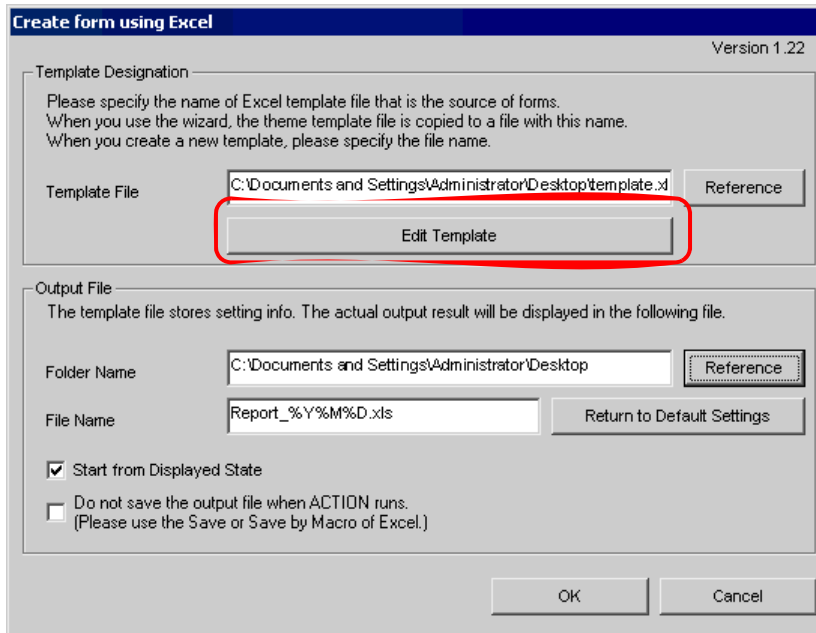 Create form using Excel
Version 1.22
Template Designation
Please specify the name of Excel template file that is the source of forms.
When you use the wizard, the theme template file is copied to a file with this name.
When you create a new template, please specify the file name.
Template File
C:\Documents and Settings\Administrator\Desktop\template.xl
Reference
Edit Template
Output File
The template file stores setting info. The actual output result will be displayed in the following file.
Folder Name
C:\Documents and Settings\Administrator\Desktop
Reference
File Name
Report_%Y%M%D.xls
Return to Default Settings
Start from Displayed State
Do not save the output file when ACTION runs.
(Please use the Save or Save by Macro of Excel.)
OK
Cancel